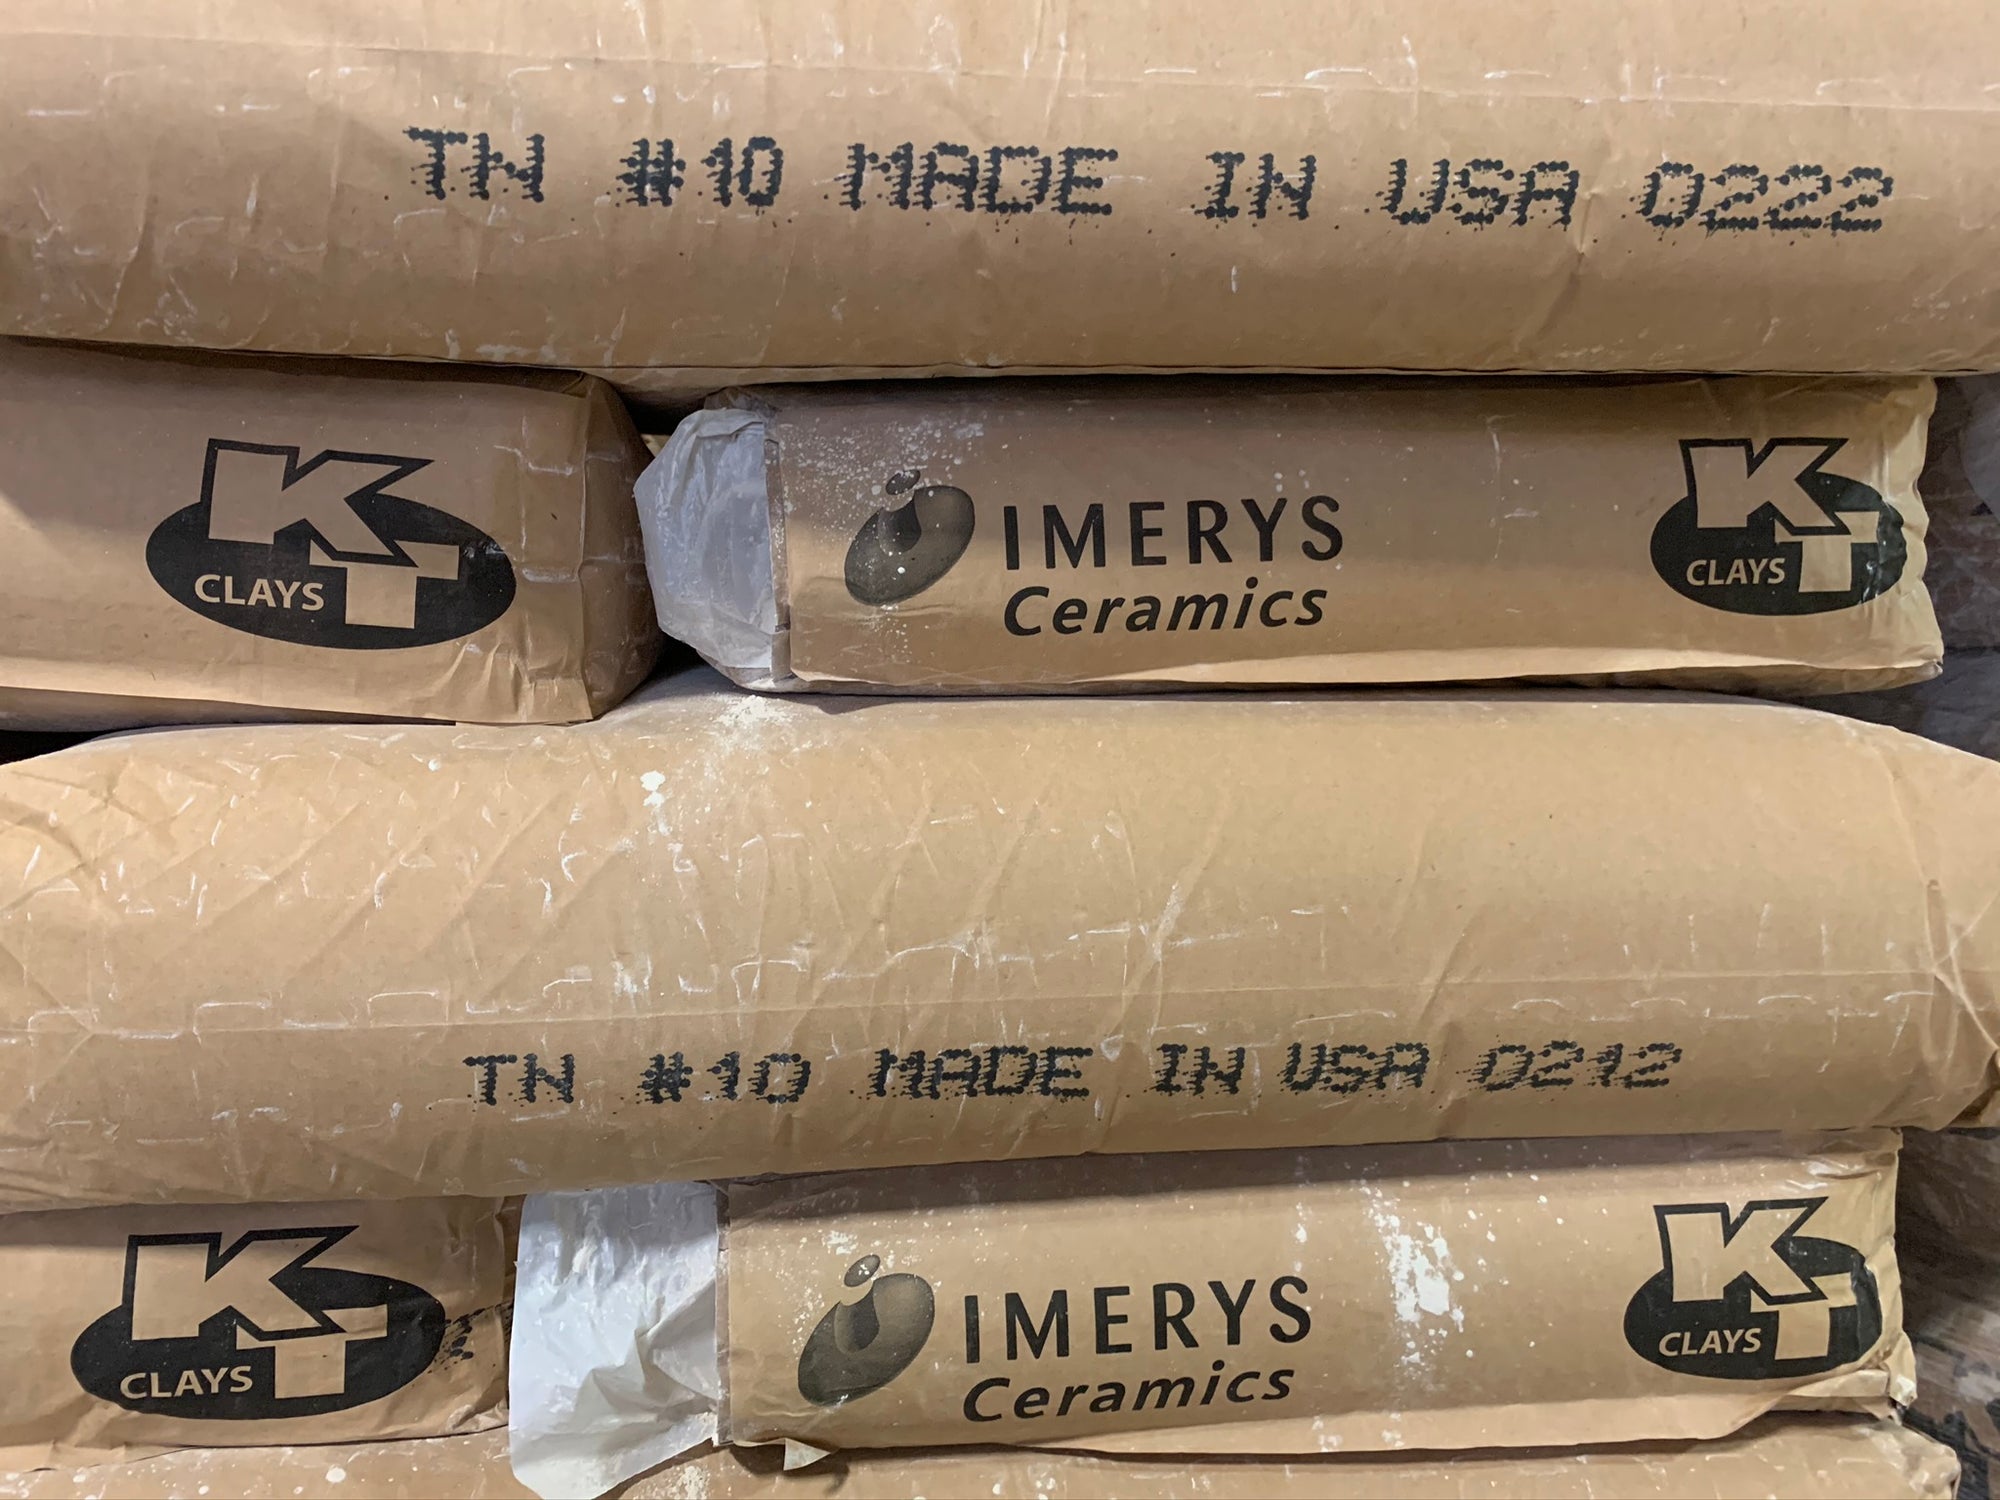 TN #10 MADE IN USA 0222
KT
CLAYS
IMERYS
Ceramics
KT
CLAYS
TN #10 MADE IN USA
KT
CLAYS
IMERYS
Ceramics
KT
CLAYS